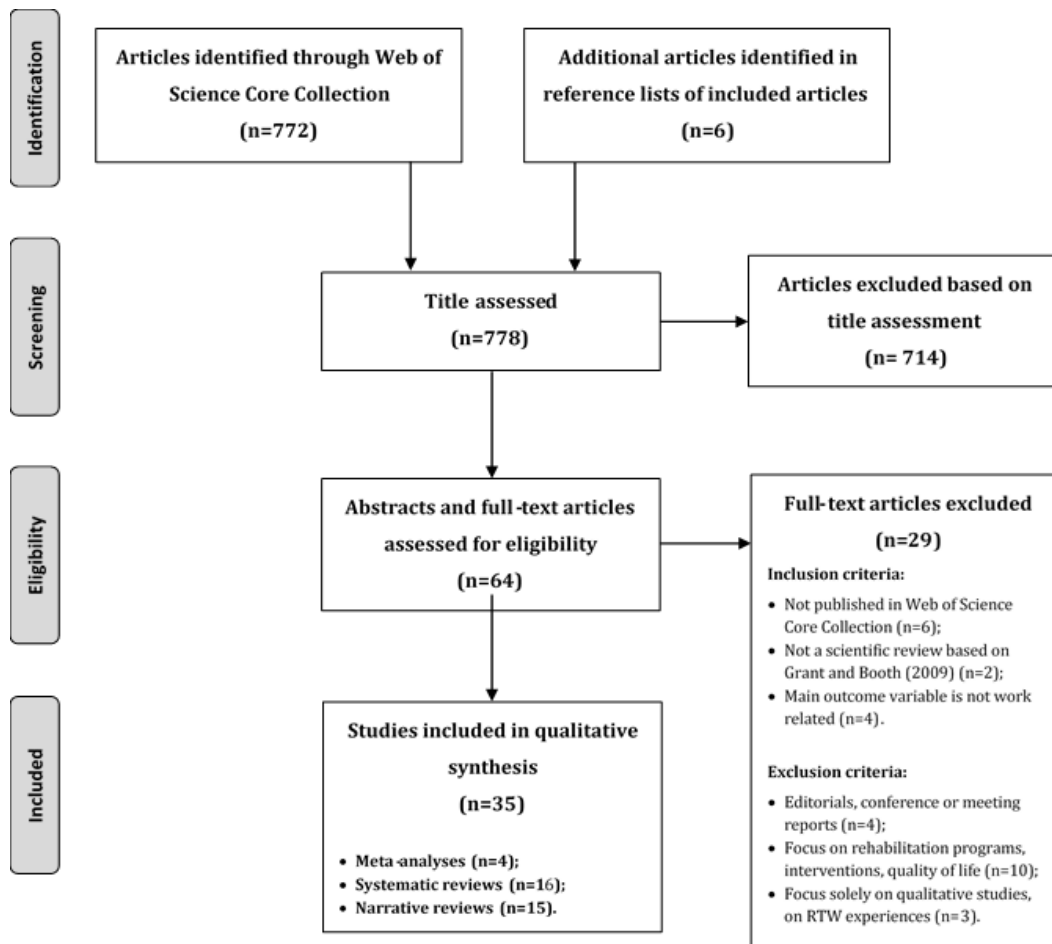 Identification
Articles identified through Web of
Science Core Collection
(n=772)
Additional articles identified in
reference lists of included articles
(n=6)
Screening
Title assessed
(n=778)
Articles excluded based on
title assessment
(n= 714)
Eligibility
Abstracts and full-text articles
assessed for eligibility
(n=64)
Full-text articles excluded
(n=29)
Inclusion criteria:
• Not published in Web of Science
Core Collection (n=6);
• Not a scientific review based on
Grant and Booth (2009) (n=2);
• Main outcome variable is not work
related (n=4).
Exclusion criteria:
• Editorials, conference or meeting
reports (n=4);
• Focus on rehabilitation programs,
interventions, quality of life (n=10);
• Focus solely on qualitative studies,
on RTW experiences (n=3).
Included
Studies included in qualitative
synthesis
(n=35)
• Meta-analyses (n=4);
• Systematic reviews (n=16);
• Narrative reviews (n=15).